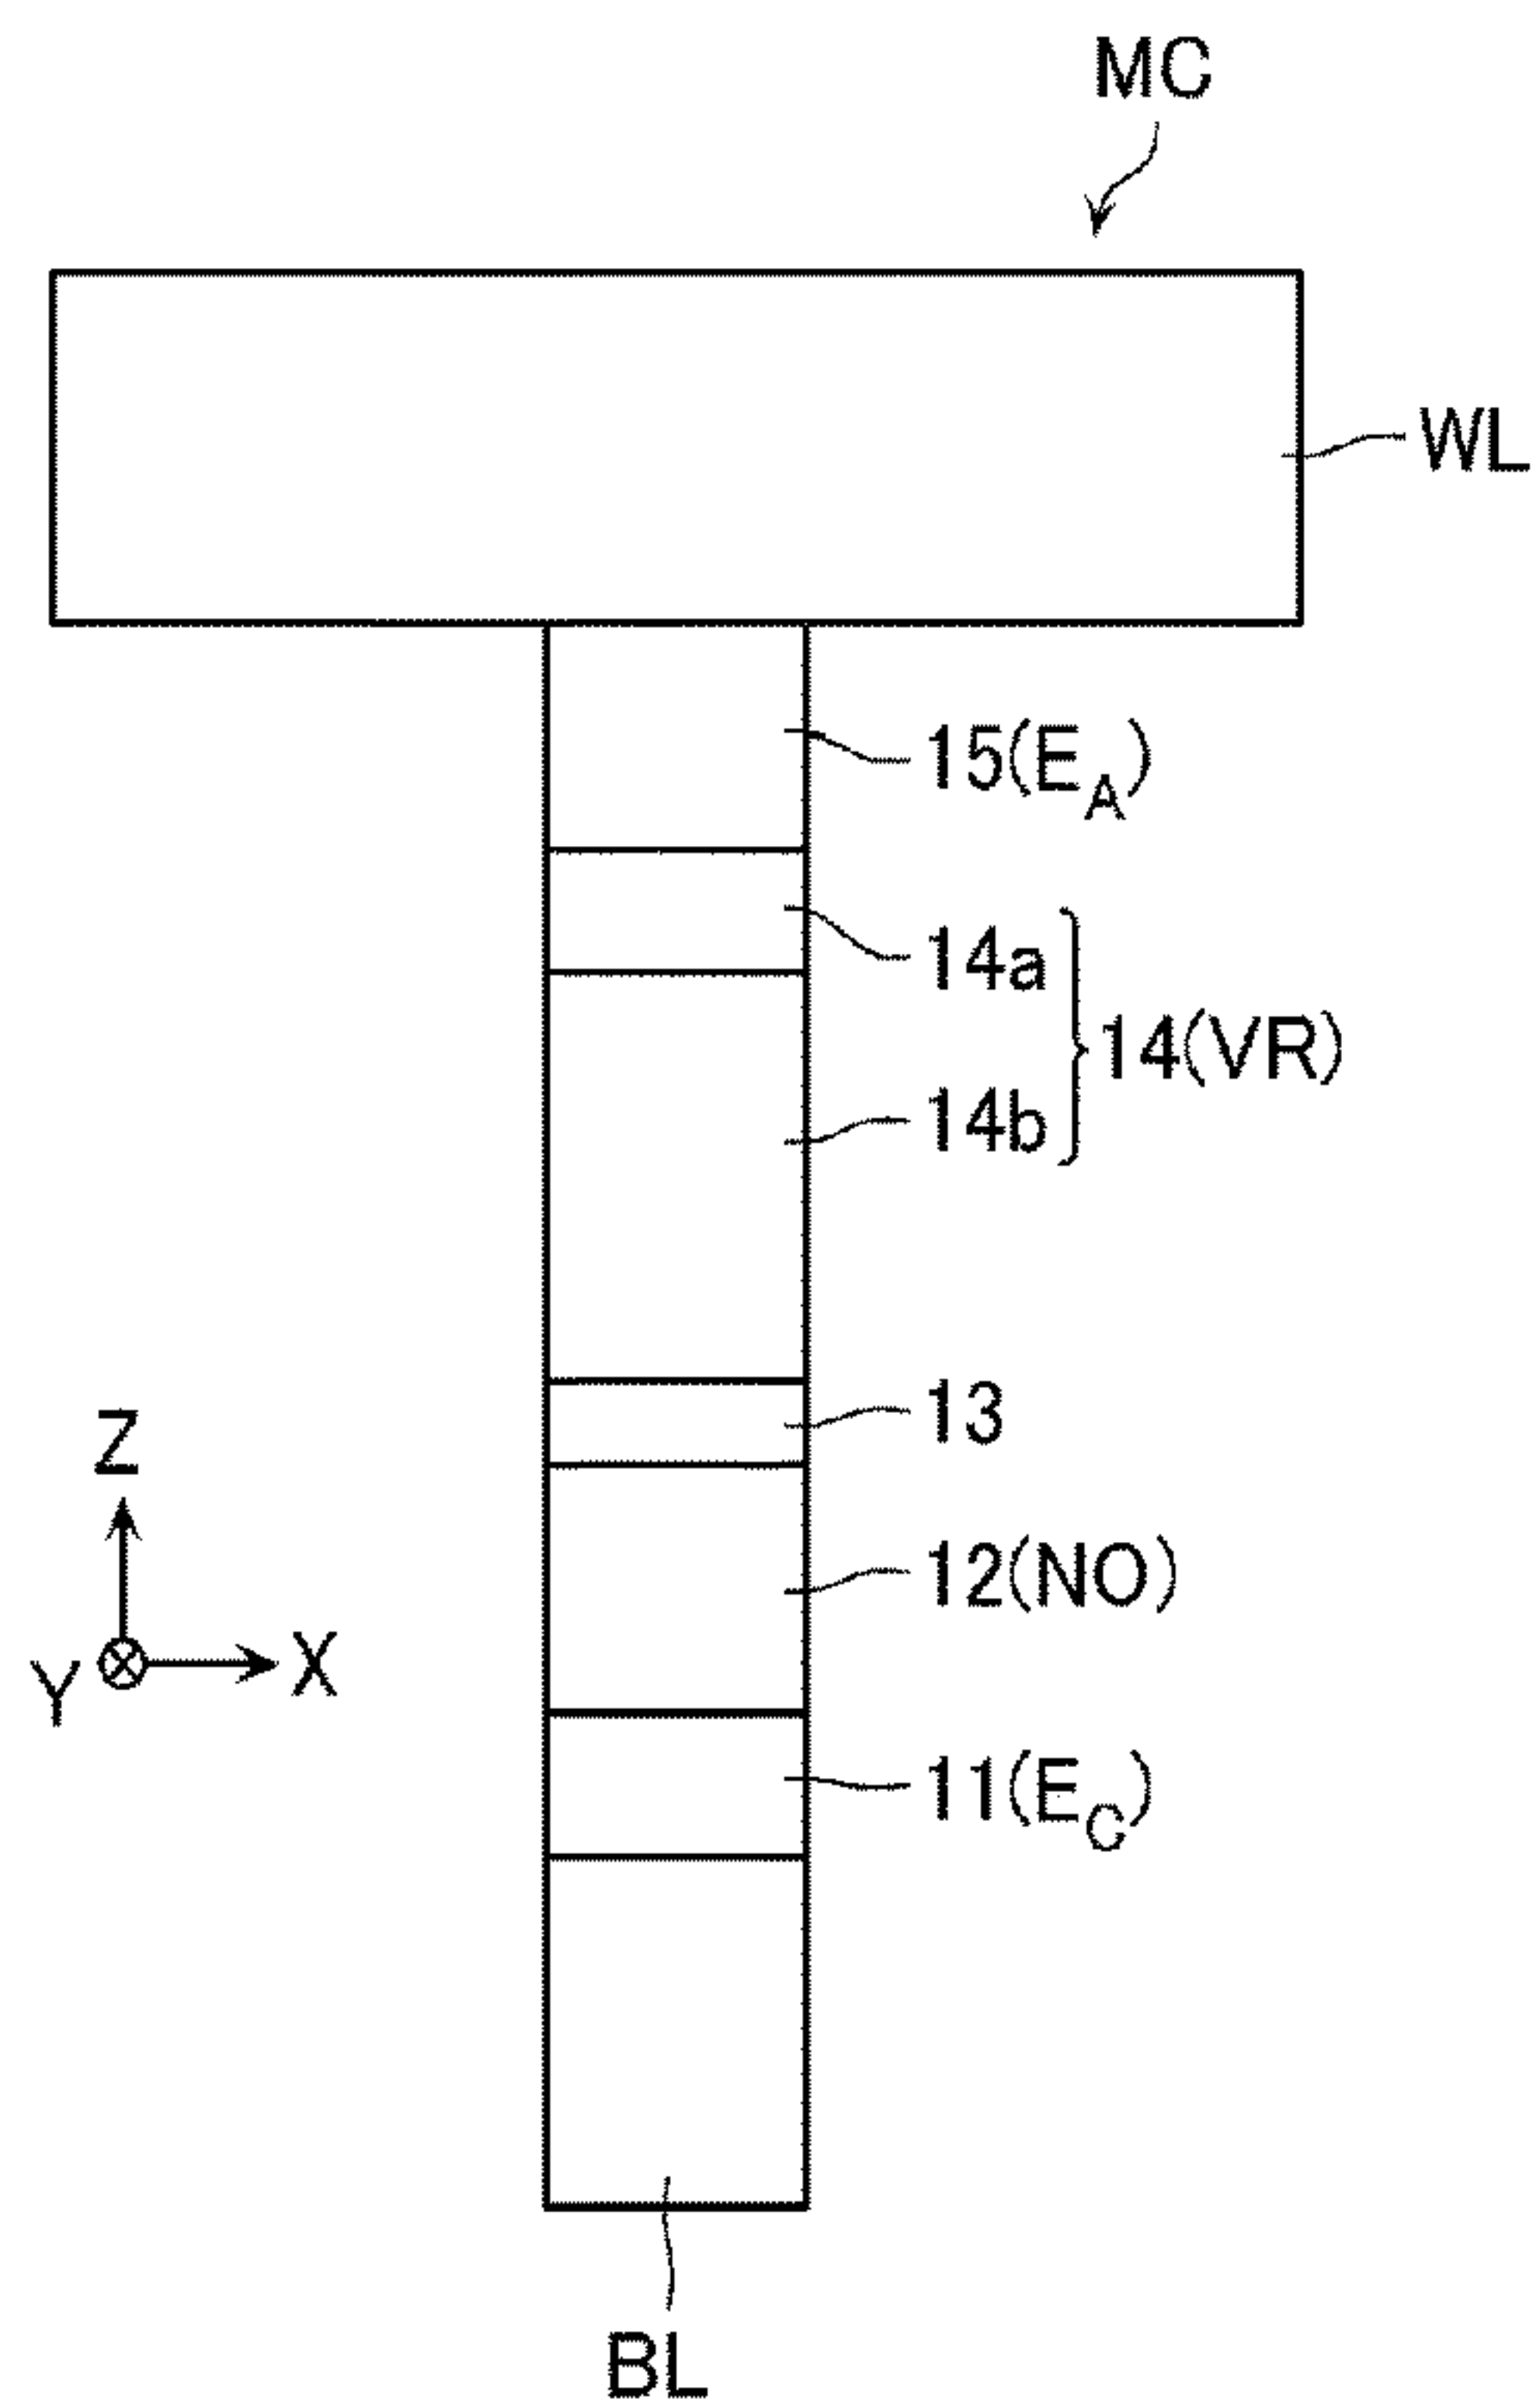 MC
WL
15(EA)
14a
14(VR)
14b
13
Z
12(NO)
Y
X
11(EC)
BL